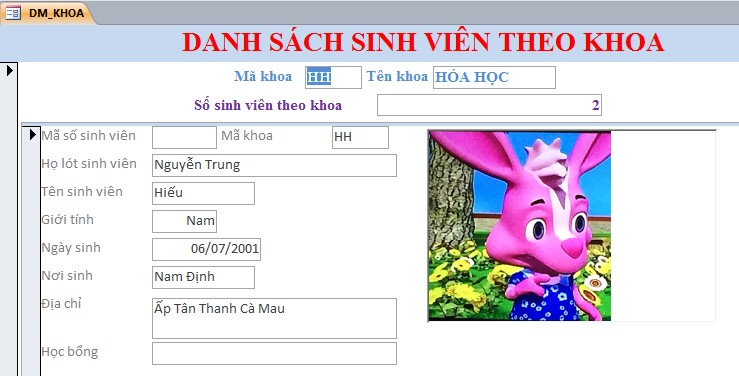 DM_KHOA
DANH SÁCH SINH VIÊN THEO KHOA
Mã khoa HH Tên khoa HÓA HỌC
Số sinh viên theo khoa 2
Mã số sinh viên Mã khoa HH
Họ lót sinh viên Nguyễn Trung
Tên sinh viên Hiếu
Giới tính Nam
Ngày sinh 06/07/2001
Nơi sinh Nam Định
Địa chỉ Ấp Tân Thanh Cà Mau
Học bổng